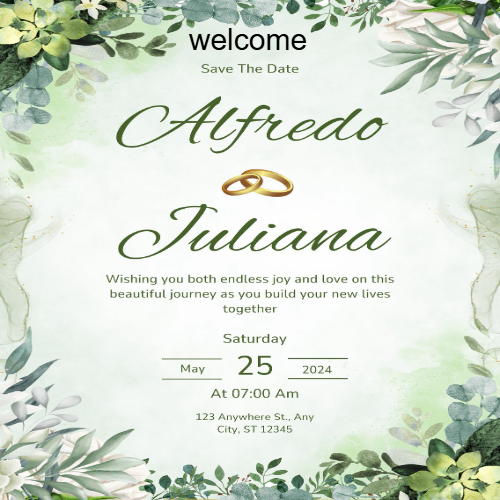 welcome
Save The Date
Alfredo
Juliana
Wishing you both endless joy and love on this
beautiful journey as you build your new lives
together
Saturday
May 25 2024
At 07:00 Am
123 Anywhere St., Any
City, ST 12345